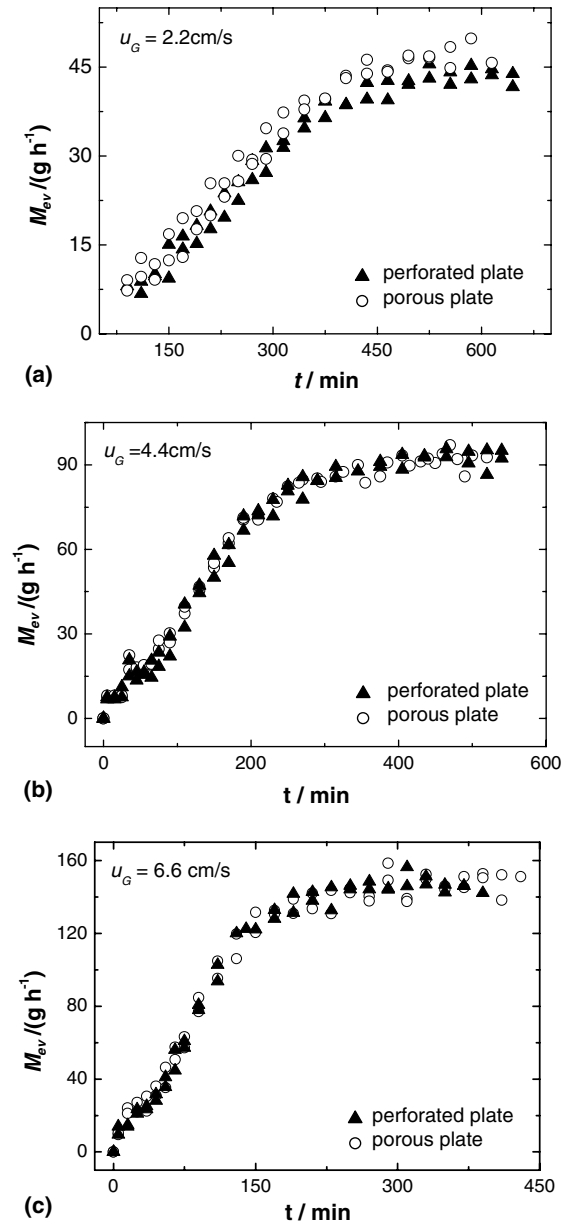 u_G = 2.2cm/s
45
30
15
0
M_ev /(g h⁻¹)
perforated plate
porous plate
150 300 450 600
(a)
t / min
u_G =4.4cm/s
90
60
30
0
M_ev /(g h⁻¹)
perforated plate
porous plate
0 200 400 600
(b)
t / min
u_G = 6.6 cm/s
160
120
80
40
0
M_ev /(g h⁻¹)
perforated plate
porous plate
0 150 300 450
(c)
t / min